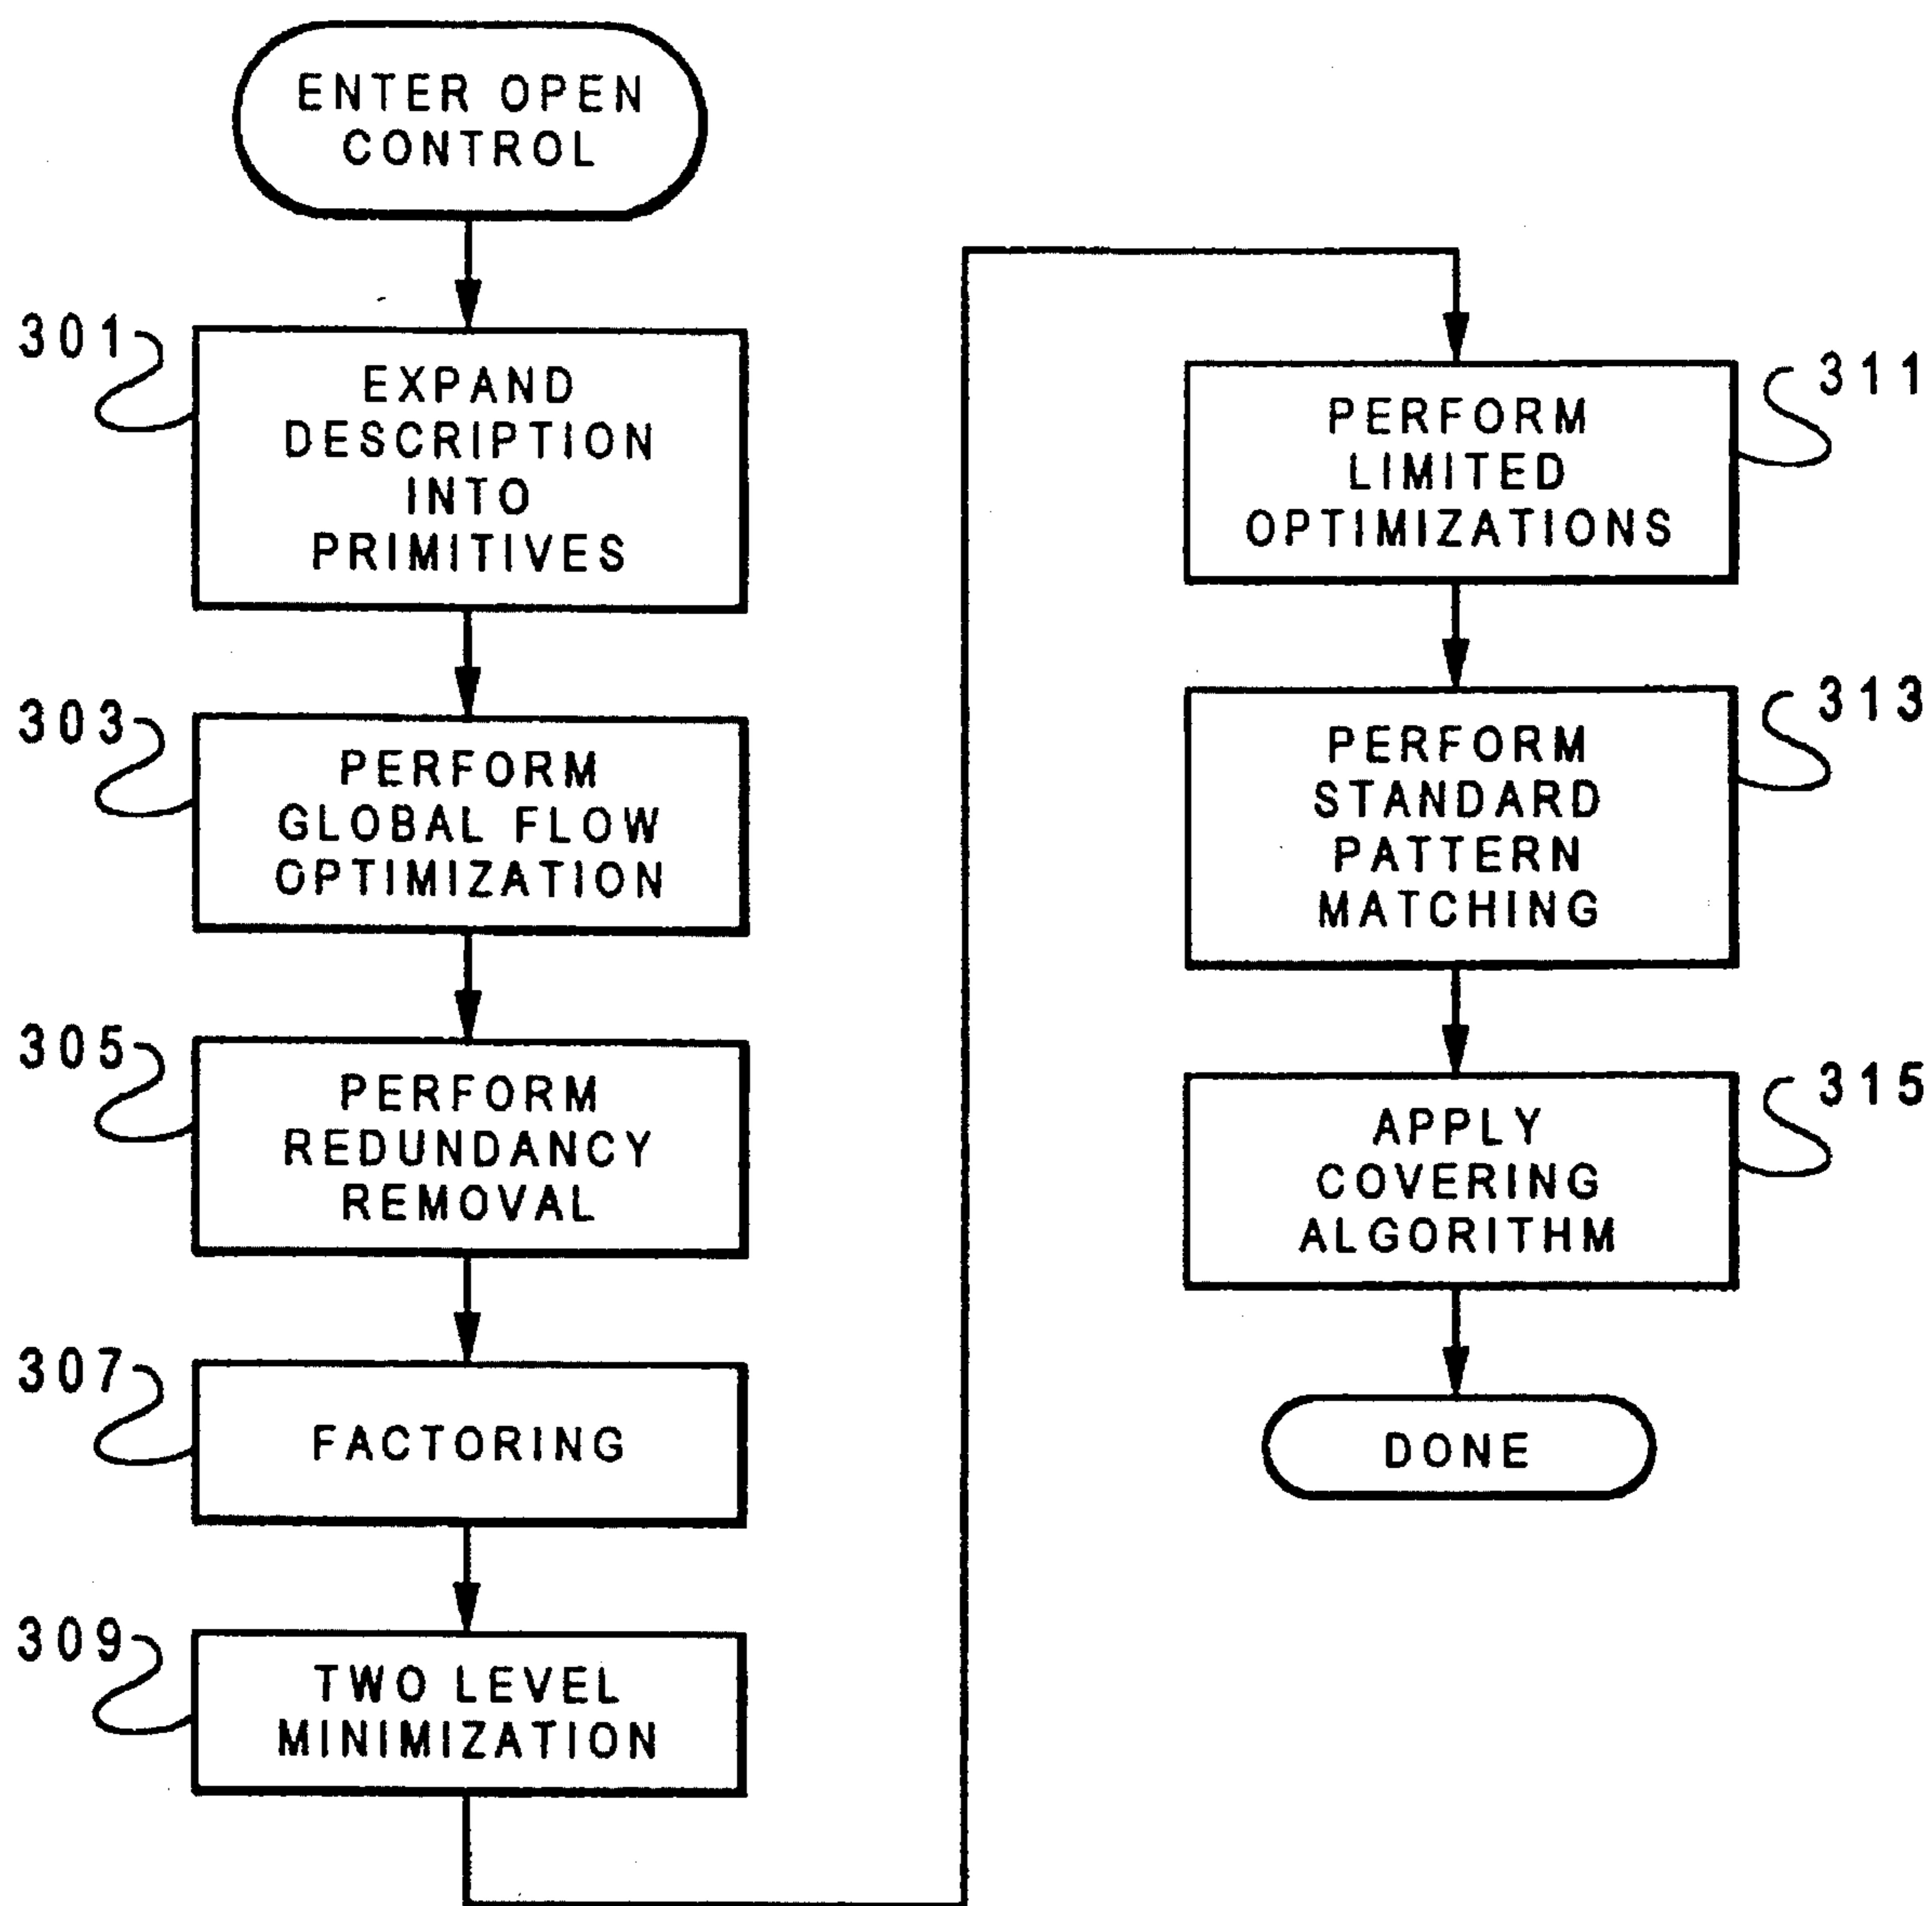 ENTER OPEN
CONTROL
301
EXPAND
DESCRIPTION
INTO
PRIMITIVES
303
PERFORM
GLOBAL FLOW
OPTIMIZATION
305
PERFORM
REDUNDANCY
REMOVAL
307
FACTORING
309
TWO LEVEL
MINIMIZATION
311
PERFORM
LIMITED
OPTIMIZATIONS
313
PERFORM
STANDARD
PATTERN
MATCHING
315
APPLY
COVERING
ALGORITHM
DONE